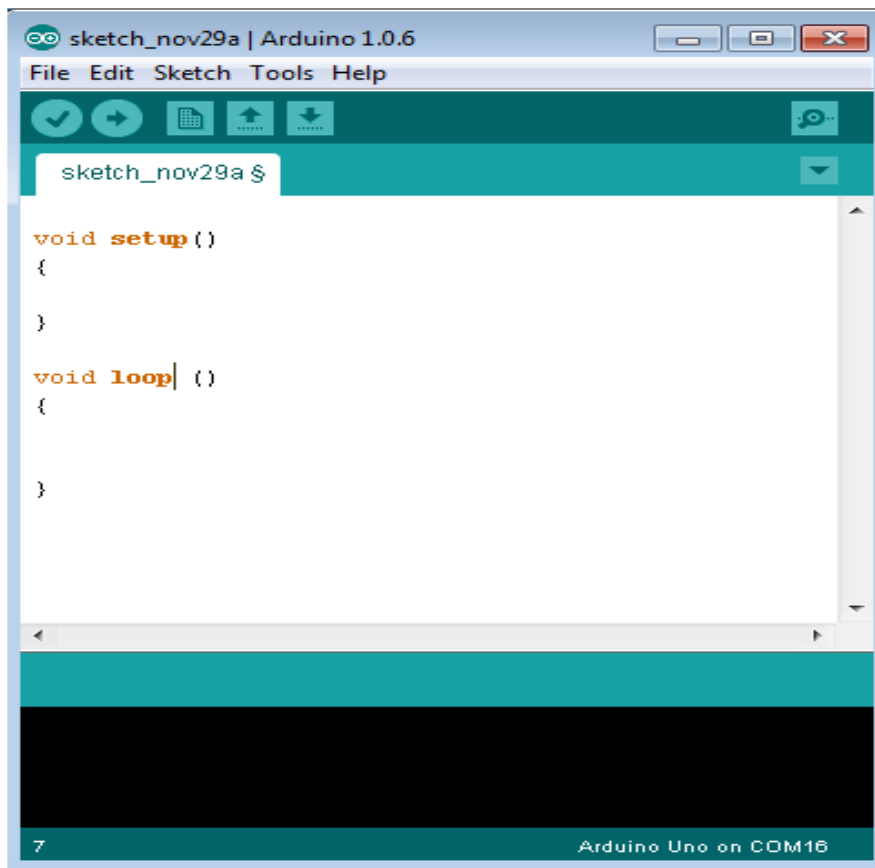 sketch_nov29a | Arduino 1.0.6
File Edit Sketch Tools Help
sketch_nov29a §
void setup()
{
}
void loop ()
{
}
7 Arduino Uno on COM16